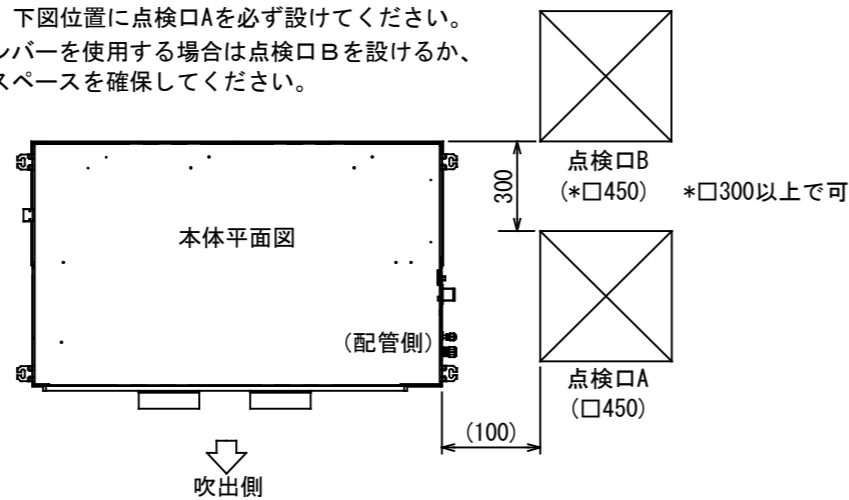 下図位置に点検口Aを必ず設けてください。
ンバーを使用する場合は点検口Bを設けるか、
スペースを確保してください。
300
点検口B
(*□450)
*□300以上で可
本体平面図
(配管側)
点検口A
(□450)
(100)
吹出側